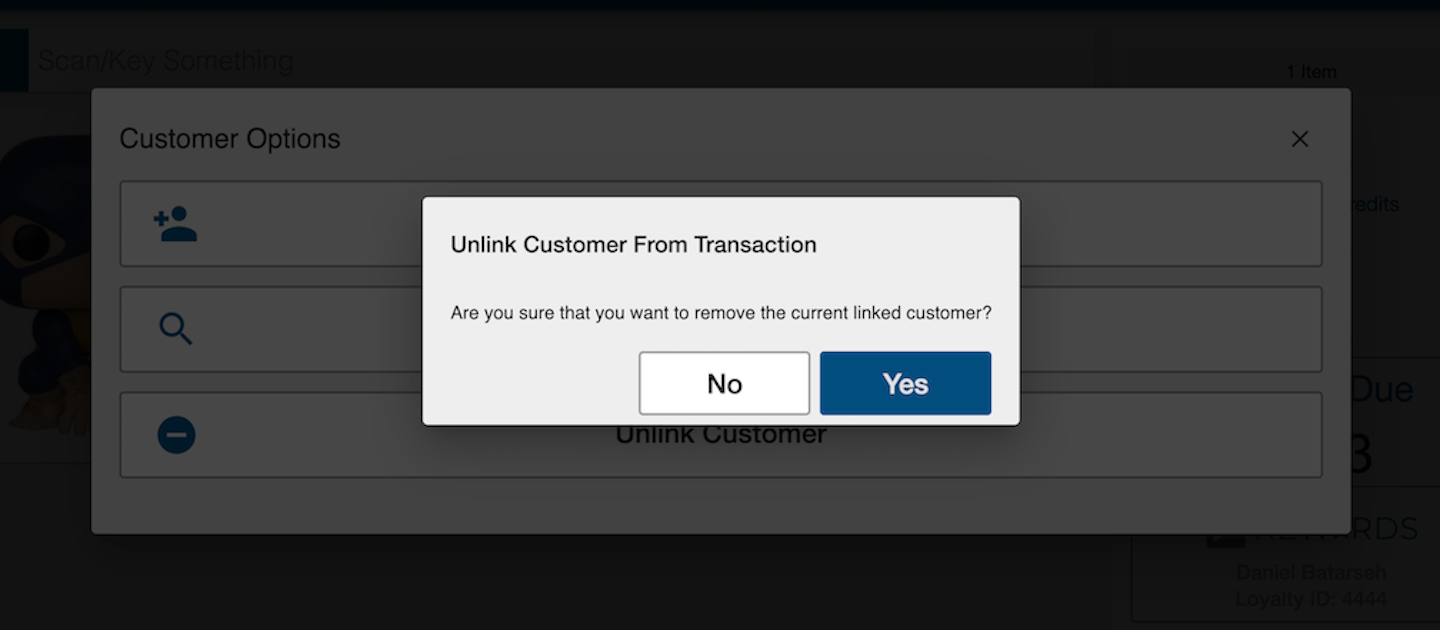 Scan/Key Something
1 Item
Customer Options
redits
Unlink Customer From Transaction
Are you sure that you want to remove the current linked customer?
No
Yes
Due
3
Unlink Customer
REWARDS
Daniel Batarseh
Loyalty ID: 4444